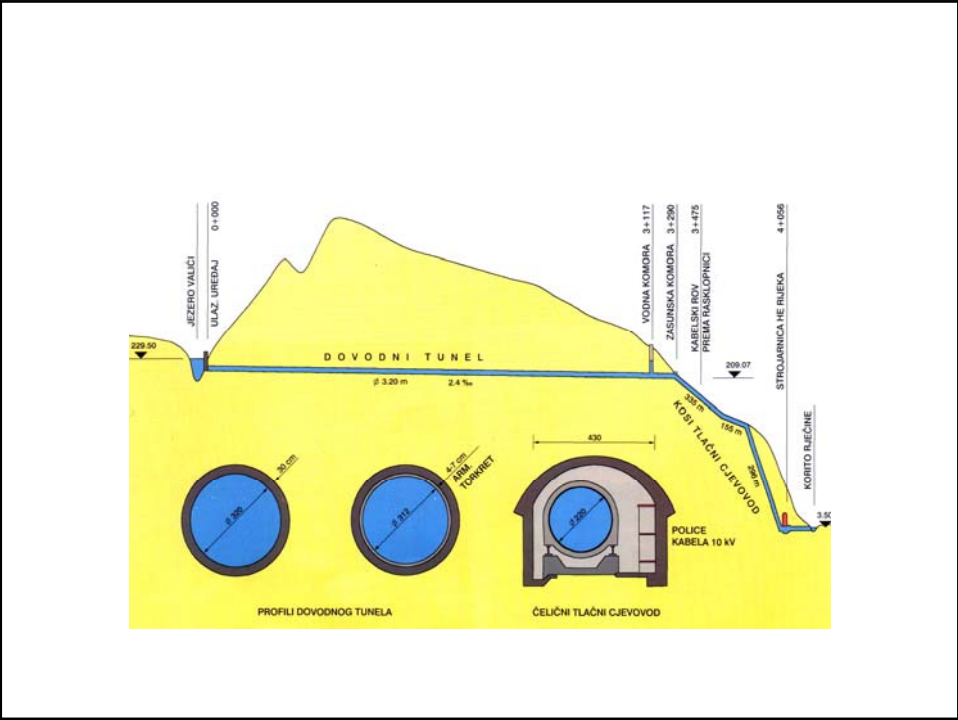 JEZERO VALIĆI
ULAZ. UREĐAJ 0+000
VODNA KOMORA 3+117
ZASUNSKA KOMORA 3+290
KABELSKI ROV 3+475
PREMA RASKLOPNICI
STROJARNICA HE RIJEKA 4+056
KORITO RJEČINE
229.50
DOVODNI TUNEL
Ø 3.20 m 2.4 ‰
209.07
335 m
155 m
KOSI TLAČNI CJEVOVOD
3.50
30 cm
Ø 320
4-7 cm
ARM.
TORKRET
Ø 312
430
Ø 220
POLICE
KABELA 10 kV
PROFILI DOVODNOG TUNELA
ČELIČNI TLAČNI CJEVOVOD